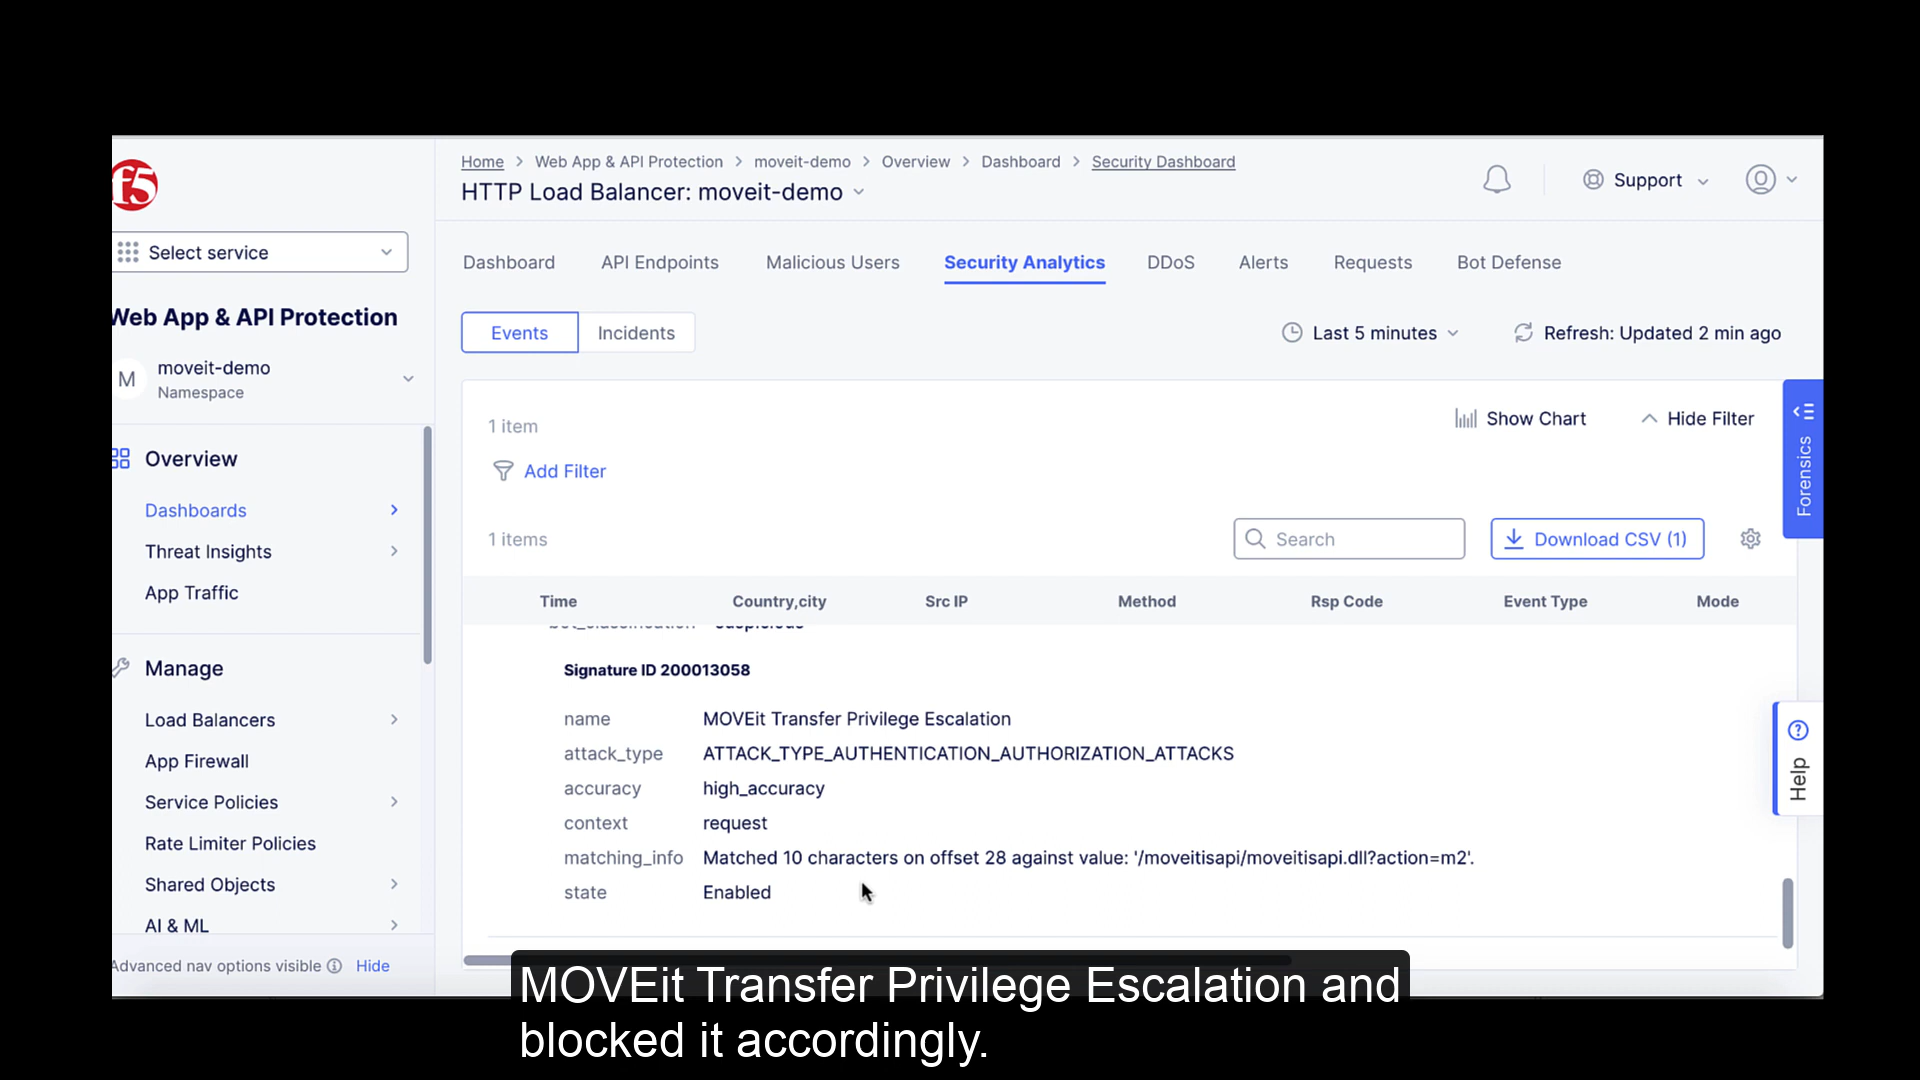 f5
Home > Web App & API Protection > moveit-demo > Overview > Dashboard > Security Dashboard
HTTP Load Balancer: moveit-demo
Support
Select service
Web App & API Protection
M
moveit-demo
Namespace
Overview
Dashboards
Threat Insights
App Traffic
Manage
Load Balancers
App Firewall
Service Policies
Rate Limiter Policies
Shared Objects
AI & ML
Advanced nav options visible Hide
Dashboard API Endpoints Malicious Users Security Analytics DDoS Alerts Requests Bot Defense
Events Incidents
Last 5 minutes Refresh: Updated 2 min ago
1 item
Show Chart Hide Filter
Add Filter
Forensics
1 items
Search Download CSV (1)
Time Country,city Src IP Method Rsp Code Event Type Mode
Signature ID 200013058
name MOVEit Transfer Privilege Escalation
attack_type ATTACK_TYPE_AUTHENTICATION_AUTHORIZATION_ATTACKS
accuracy high_accuracy
context request
matching_info Matched 10 characters on offset 28 against value: '/moveitisapi/moveitisapi.dll?action=m2'.
state Enabled
Help
MOVEit Transfer Privilege Escalation and
blocked it accordingly.